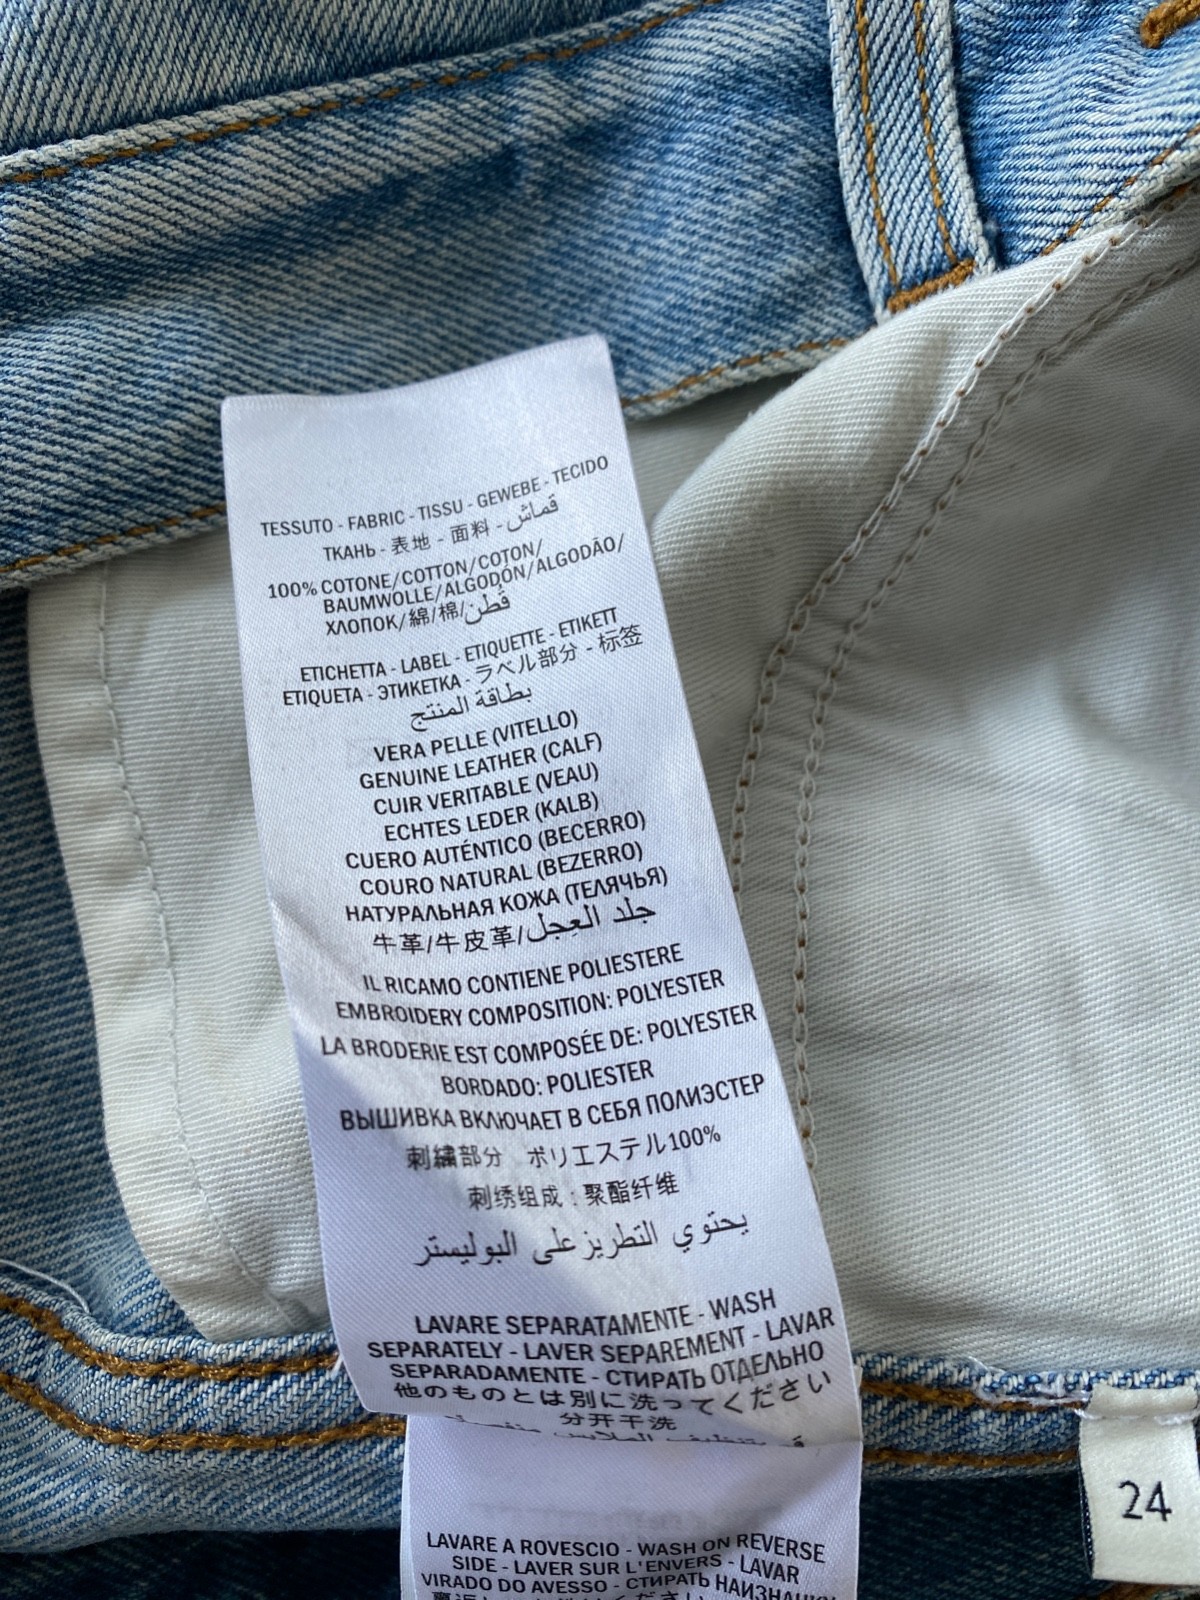 TESSUTO - FABRIC - TISSU - GEWEBE - TECIDO
ТКАНЬ - 表地 - 面料 - قماش
100% COTONE/COTTON/COTON/
BAUMWOLLE/ALGODÓN/ALGODÃO/
ХЛОПОК/綿/棉/قُطن
ETICHETTA - LABEL - ETIQUETTE - ETIKETT
ETIQUETA - ЭТИКЕТКА - ラベル部分 - 标签
بطاقة المنتج
VERA PELLE (VITELLO)
GENUINE LEATHER (CALF)
CUIR VERITABLE (VEAU)
ECHTES LEDER (KALB)
CUERO AUTÉNTICO (BECERRO)
COURO NATURAL (BEZERRO)
НАТУРАЛЬНАЯ КОЖА (ТЕЛЯЧЬЯ)
牛革/牛皮革/جلد العِجل
IL RICAMO CONTIENE POLIESTERE
EMBROIDERY COMPOSITION: POLYESTER
LA BRODERIE EST COMPOSÉE DE: POLYESTER
BORDADO: POLIESTER
ВЫШИВКА ВКЛЮЧАЕТ В СЕБЯ ПОЛИЭСТЕР
刺繍部分 ポリエステル100%
刺绣组成：聚酯纤维
يحتوي التطريز على البوليستر
LAVARE SEPARATAMENTE - WASH
SEPARATELY - LAVER SEPAREMENT - LAVAR
SEPARADAMENTE - СТИРАТЬ ОТДЕЛЬНО
他のものとは別に洗ってください
分开干洗
LAVARE A ROVESCIO - WASH ON REVERSE
SIDE - LAVER SUR L'ENVERS - LAVAR
VIRADO DO AVESSO - СТИРАТЬ НАИЗНАНКУ
24